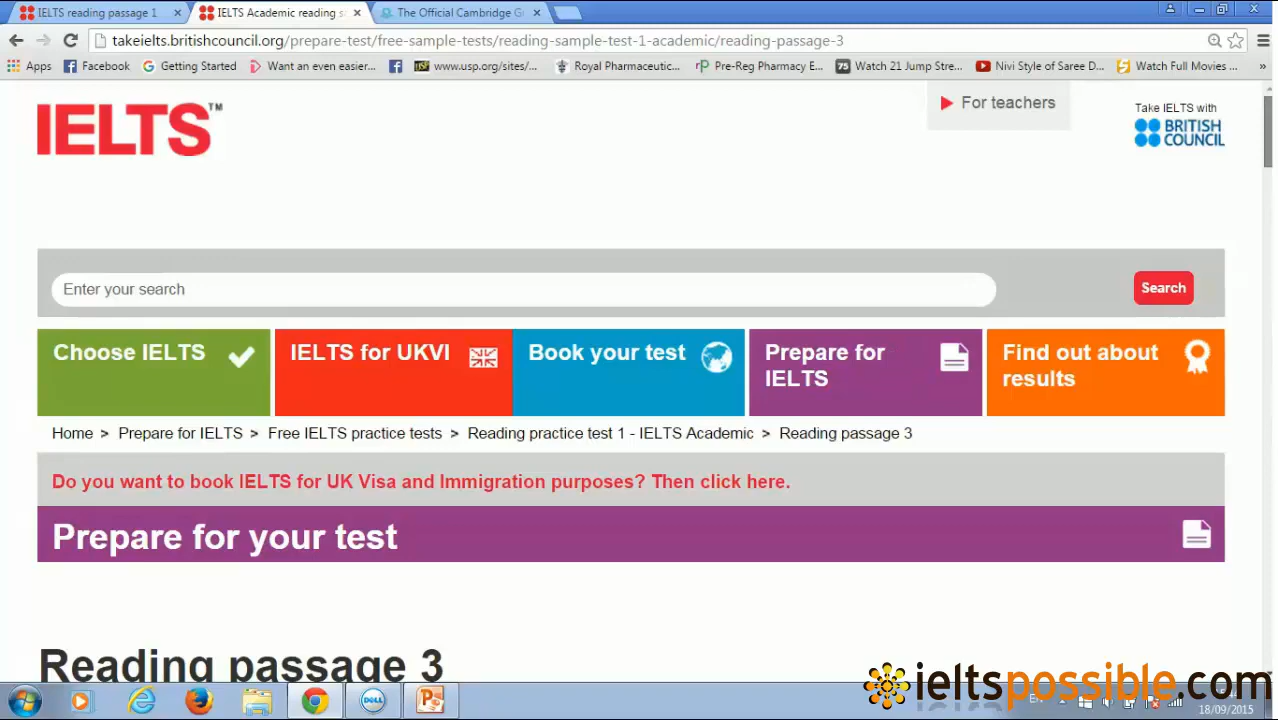 IELTS reading passage 1
IELTS Academic reading s
The Official Cambridge G
takeielts.britishcouncil.org/prepare-test/free-sample-tests/reading-sample-test-1-academic/reading-passage-3
Apps Facebook Getting Started Want an even easier... www.usp.org/sites/... Royal Pharmaceutic... Pre-Reg Pharmacy E... 75 Watch 21 Jump Stre... Nivi Style of Saree D... Watch Full Movies ... »
IELTS™
For teachers
Take IELTS with
BRITISH
COUNCIL
Enter your search
Search
Choose IELTS
IELTS for UKVI
Book your test
Prepare for
IELTS
Find out about
results
Home > Prepare for IELTS > Free IELTS practice tests > Reading practice test 1 - IELTS Academic > Reading passage 3
Do you want to book IELTS for UK Visa and Immigration purposes? Then click here.
Prepare for your test
Reading passage 3
DELL
ieltspossible.com
18/09/2015